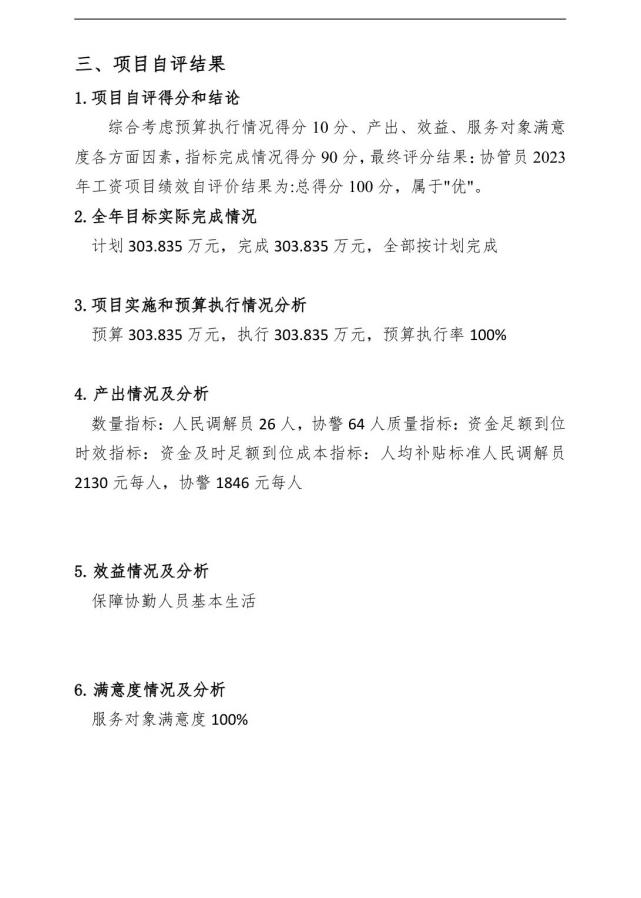 三、项目自评结果
1.项目自评得分和结论
综合考虑预算执行情况得分 10 分、产出、效益、服务对象满意
度各方面因素，指标完成情况得分 90 分，最终评分结果：协管员 2023
年工资项目绩效自评价结果为:总得分 100 分，属于"优"。
2.全年目标实际完成情况
计划 303.835 万元，完成 303.835 万元，全部按计划完成
3.项目实施和预算执行情况分析
预算 303.835 万元，执行 303.835 万元，预算执行率 100%
4. 产出情况及分析
数量指标：人民调解员 26 人，协警 64 人质量指标：资金足额到位
时效指标：资金及时足额到位成本指标：人均补贴标准人民调解员
2130 元每人，协警 1846 元每人
5. 效益情况及分析
保障协勤人员基本生活
6. 满意度情况及分析
服务对象满意度 100%